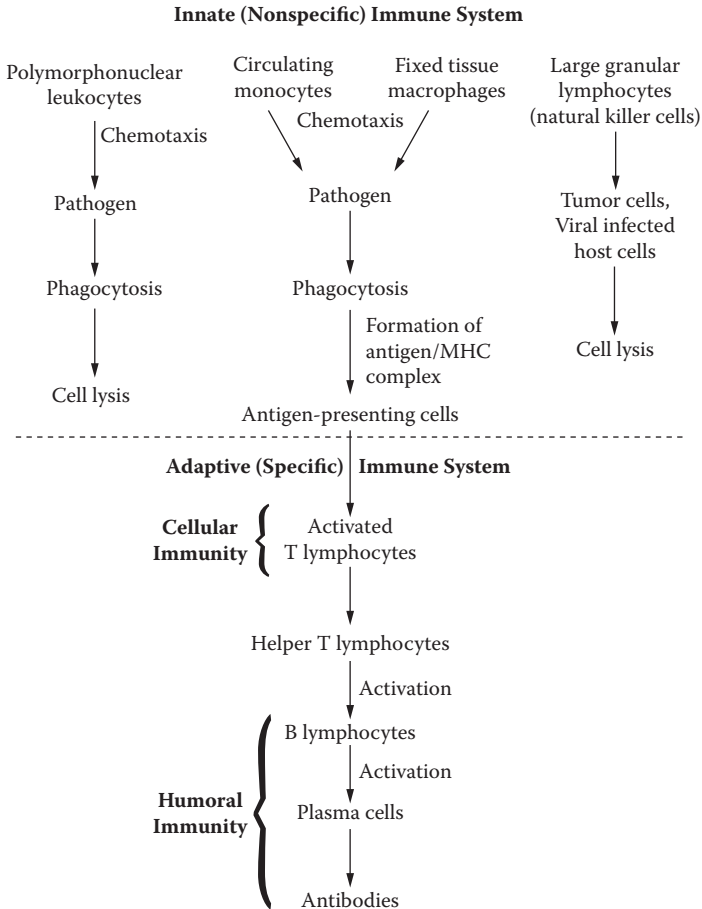 Innate (Nonspecific) Immune System
Polymorphonuclear
leukocytes
Chemotaxis
Pathogen
Phagocytosis
Cell lysis
Circulating
monocytes
Fixed tissue
macrophages
Chemotaxis
Pathogen
Phagocytosis
Formation of
antigen/MHC
complex
Antigen-presenting cells
Large granular
lymphocytes
(natural killer cells)
Tumor cells,
Viral infected
host cells
Cell lysis
Adaptive (Specific) Immune System
Cellular
Immunity
Activated
T lymphocytes
Helper T lymphocytes
Activation
B lymphocytes
Activation
Humoral
Immunity
Plasma cells
Antibodies